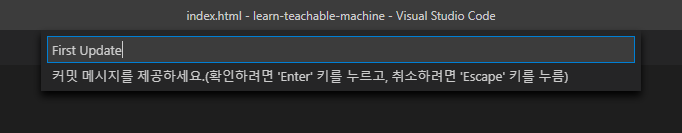 index.html - learn-teachable-machine - Visual Studio Code
First Update
커밋 메시지를 제공하세요.(확인하려면 'Enter' 키를 누르고, 취소하려면 'Escape' 키를 누름)